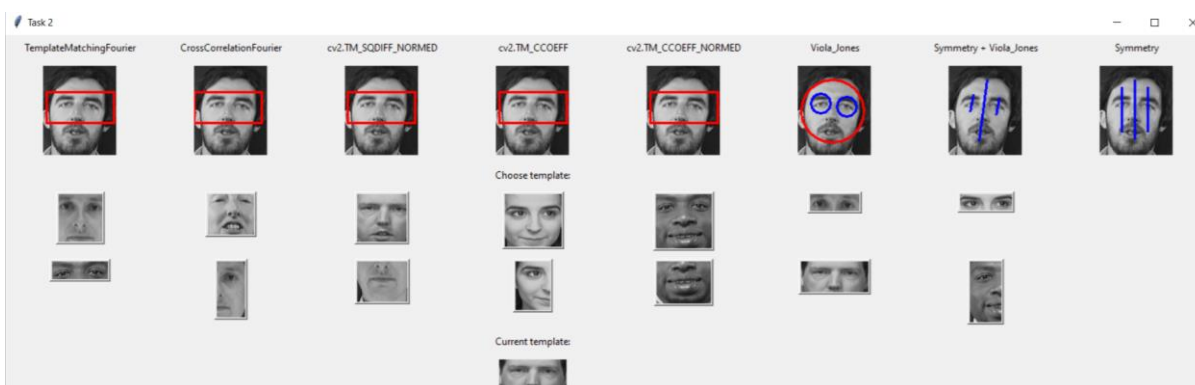 Task 2
TemplateMatchingFourier CrossCorrelationFourier cv2.TM_SQDIFF_NORMED cv2.TM_CCOEFF cv2.TM_CCOEFF_NORMED Viola_Jones Symmetry + Viola_Jones Symmetry
Choose template:
Current template: